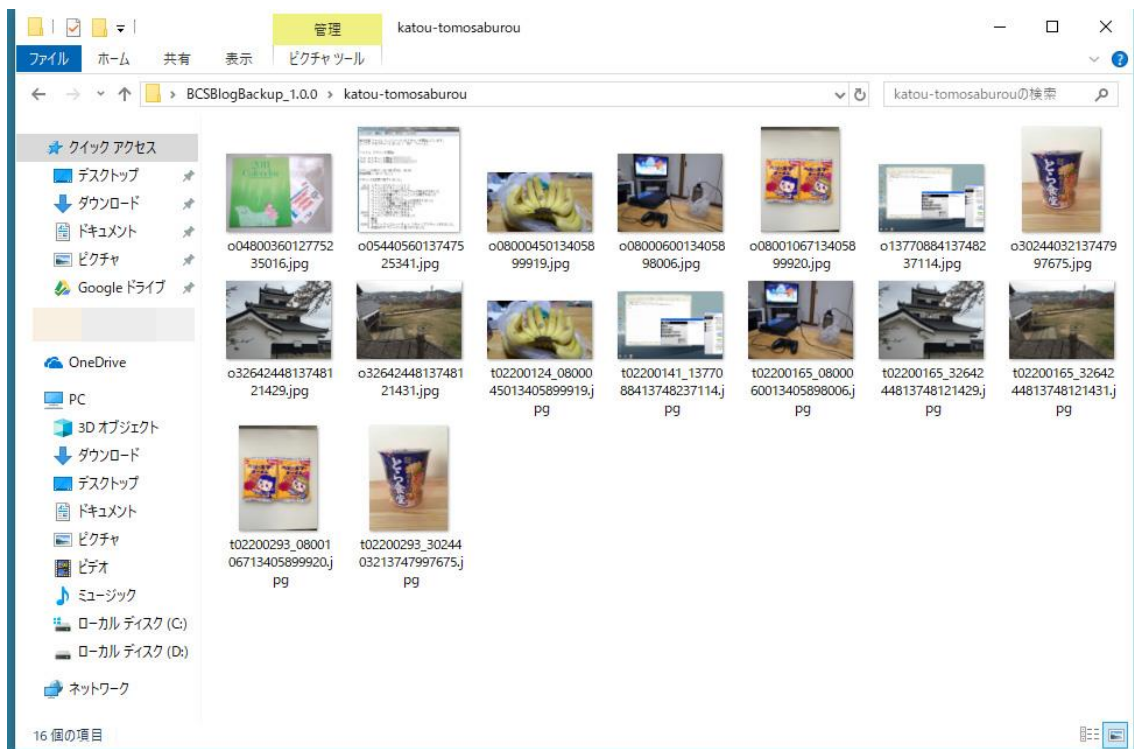 管理
katou-tomosaburou
ファイル
ホーム
共有
表示
ピクチャ ツール
BCSBlogBackup_1.0.0 › katou-tomosaburou
katou-tomosaburouの検索
クイック アクセス
デスクトップ
ダウンロード
ドキュメント
ピクチャ
Google ドライブ
OneDrive
PC
3D オブジェクト
ダウンロード
デスクトップ
ドキュメント
ピクチャ
ビデオ
ミュージック
ローカル ディスク (C:)
ローカル ディスク (D:)
ネットワーク
o04800360127752
35016.jpg
o05440560137475
25341.jpg
o08000450134058
99919.jpg
o08000600134058
98006.jpg
o08001067134058
99920.jpg
o13770884137482
37114.jpg
とら食堂
o30244032137479
97675.jpg
o32642448137481
21429.jpg
o32642448137481
21431.jpg
t02200124_08000
45013405899919.j
pg
t02200141_13770
88413748237114.j
pg
t02200165_08000
60013405898006.j
pg
t02200165_32642
44813748121429.j
pg
t02200165_32642
44813748121431.j
pg
t02200293_08001
06713405899920.j
pg
とら食堂
t02200293_30244
03213747997675.j
pg
16 個の項目